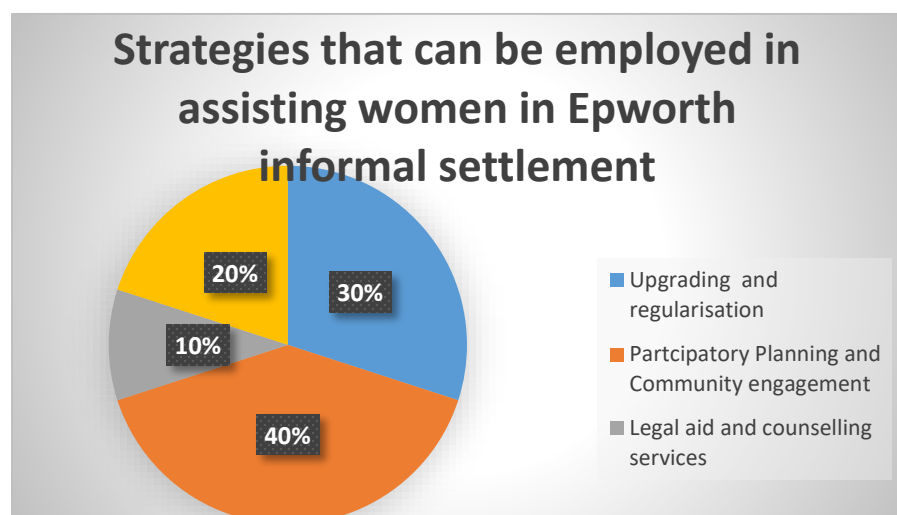 Strategies that can be employed in
assisting women in Epworth
informal settlement
20%
30%
10%
40%
Upgrading and
regularisation
Partcipatory Planning and
Community engagement
Legal aid and counselling
services